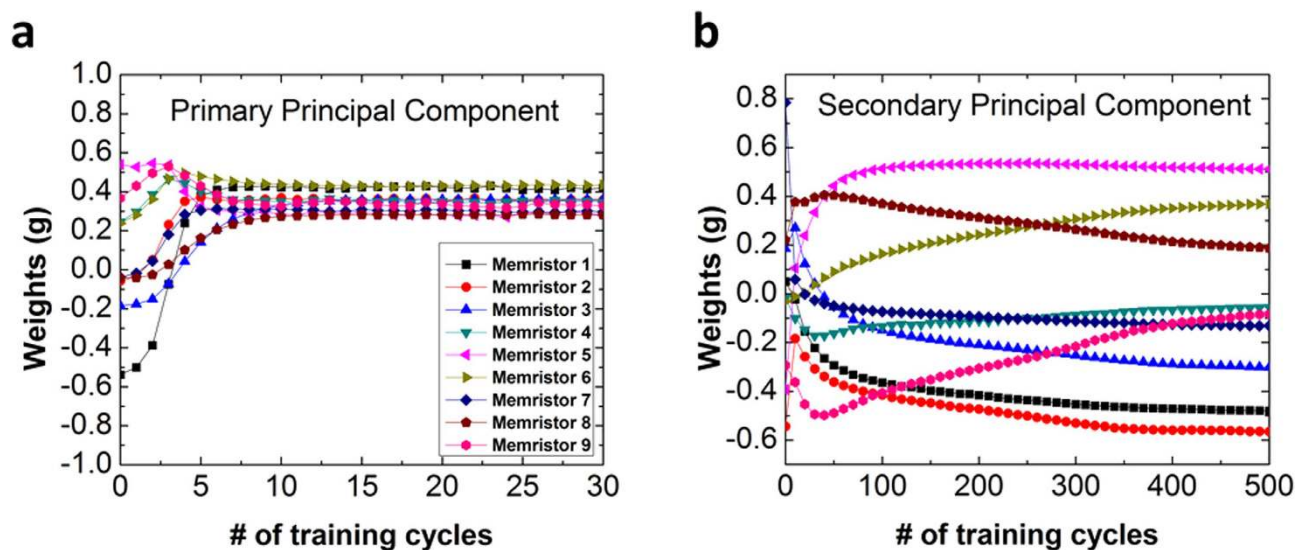 a
Primary Principal Component
Weights (g)
1.0
0.8
0.6
0.4
0.2
0.0
-0.2
-0.4
-0.6
-0.8
-1.0
Memristor 1
Memristor 2
Memristor 3
Memristor 4
Memristor 5
Memristor 6
Memristor 7
Memristor 8
Memristor 9
0 5 10 15 20 25 30
# of training cycles
b
Secondary Principal Component
Weights (g)
0.8
0.6
0.4
0.2
0.0
-0.2
-0.4
-0.6
0 100 200 300 400 500
# of training cycles